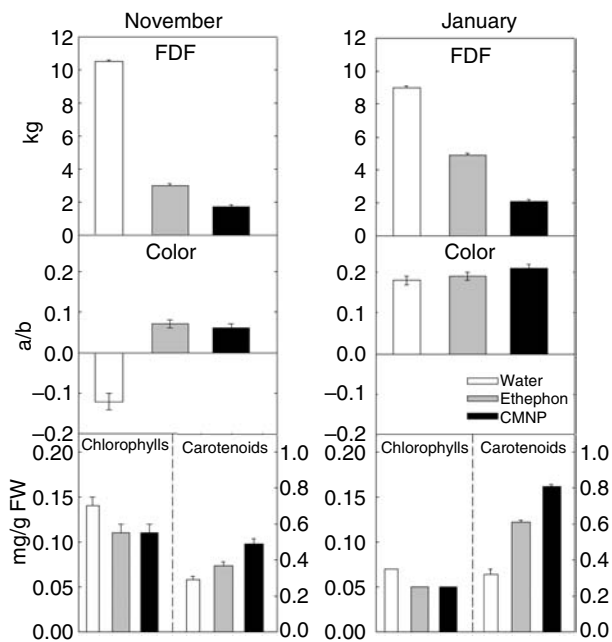 November
January
12
10
8
6
4
2
0
kg
FDF
12
10
8
6
4
2
0
FDF
0.2
0.1
0.0
–0.1
–0.2
a/b
Color
0.2
0.1
0.0
–0.1
–0.2
Color
Water
Ethephon
CMNP
0.20
0.15
0.10
0.05
0.00
mg/g FW
Chlorophylls
Carotenoids
1.0
0.8
0.6
0.4
0.2
0.0
0.20
0.15
0.10
0.05
0.00
Chlorophylls
Carotenoids
1.0
0.8
0.6
0.4
0.2
0.0